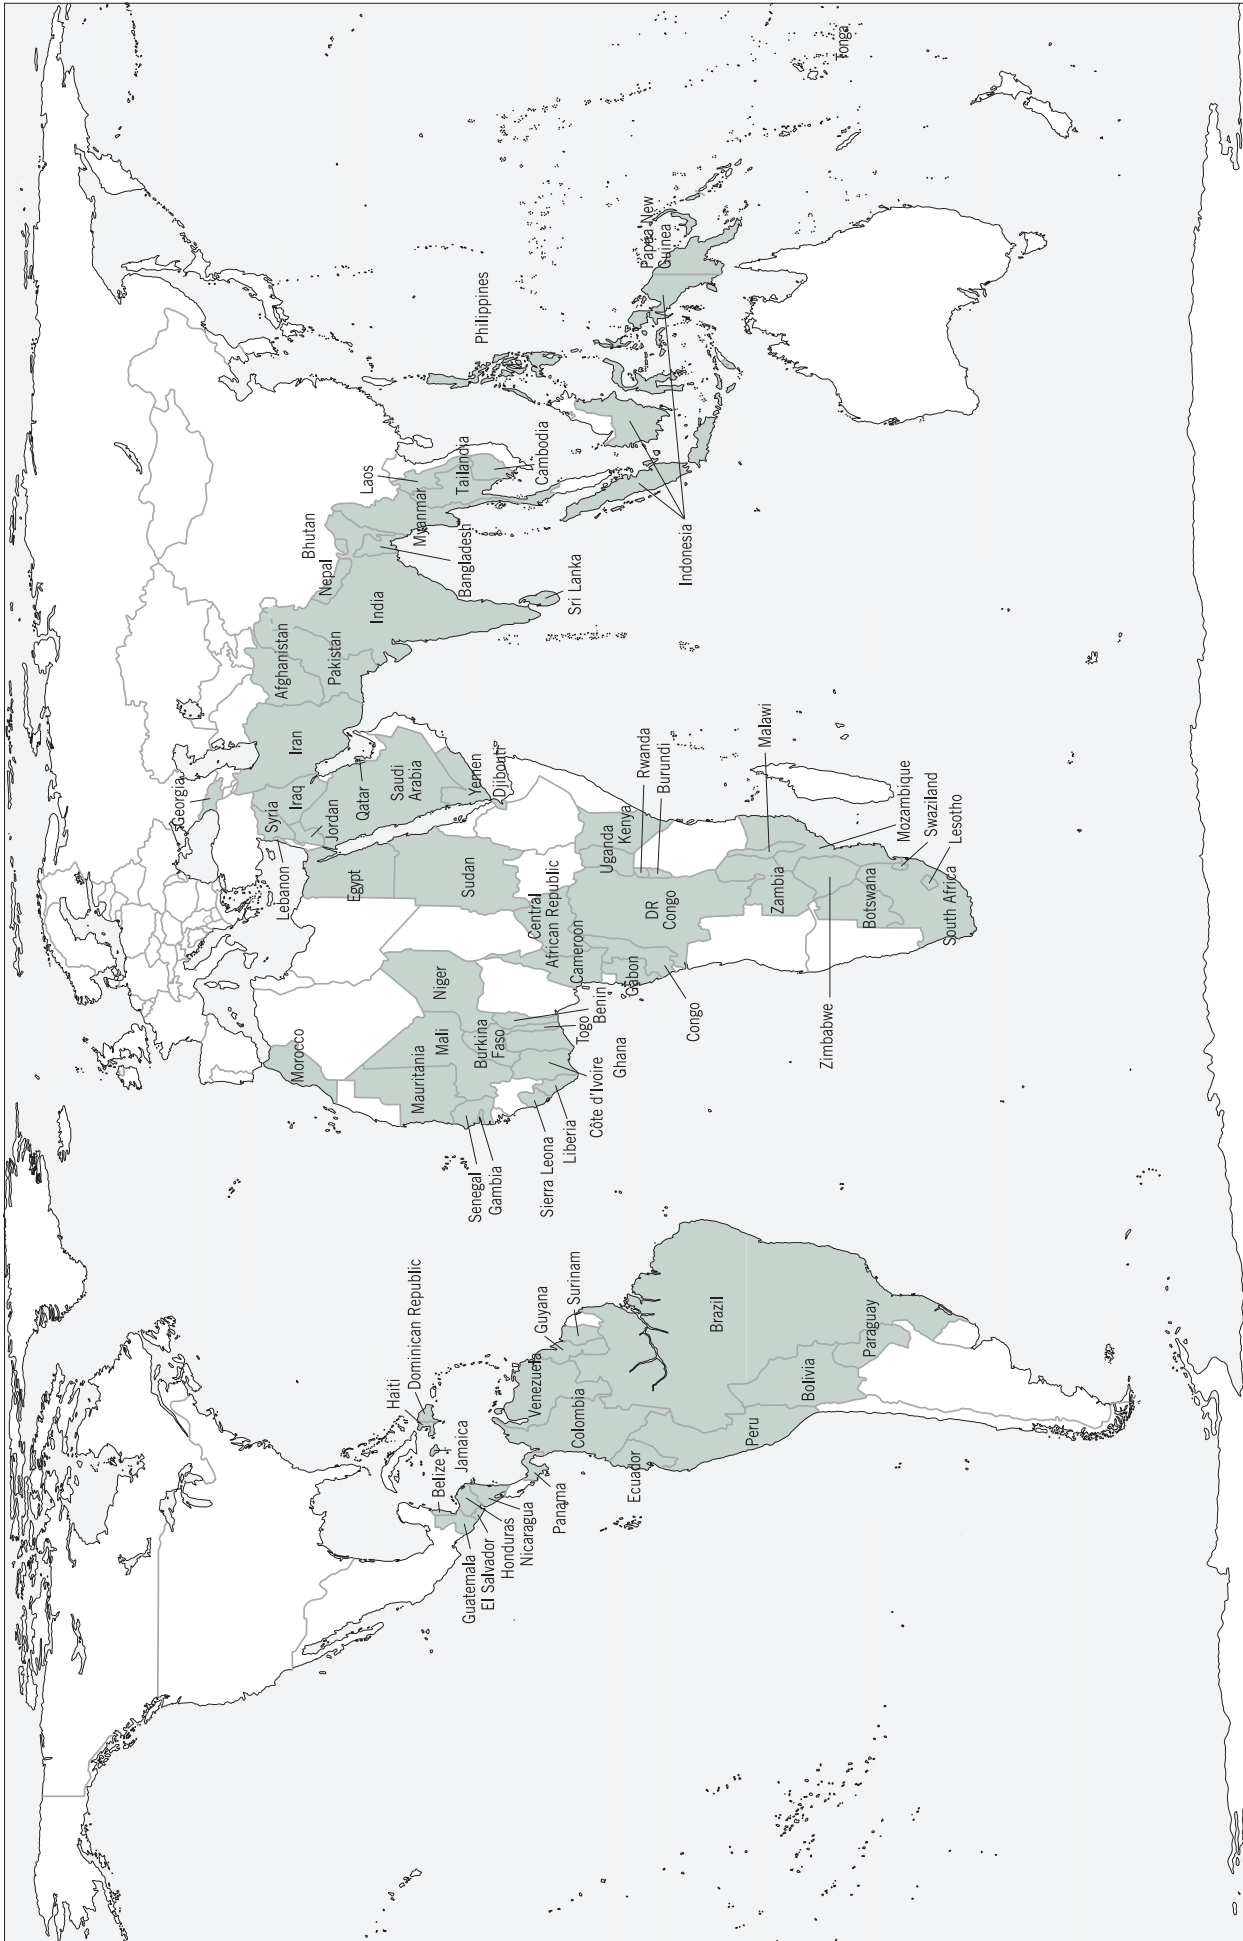 Georgia
Lebanon
Syria
Iraq
Iran
Afghanistan
Pakistan
Nepal
Bhutan
India
Laos
Myanmar
Tailandia
Cambodia
Bangladesh
Sri Lanka
Philippines
Indonesia
Papea New
Guinea
Tonga
Jordan
Qatar
Saudi
Arabia
Yemen
Djibouti
Morocco
Egypt
Mauritania
Mali
Niger
Sudan
Burkina
Faso
Senegal
Gambia
Sierra Leona
Liberia
Côte d'Ivoire
Ghana
Togo
Benin
Central
African Republic
Cameroon
Gabon
Congo
DR
Congo
Uganda
Kenya
Rwanda
Burundi
Malawi
Zambia
Zimbabwe
Botswana
Mozambique
Swaziland
Lesotho
South Africa
Haiti
Dominican Republic
Belize
Jamaica
Guatemala
El Salvador
Honduras
Nicaragua
Panama
Venezuela
Guyana
Surinam
Colombia
Ecuador
Peru
Brazil
Bolivia
Paraguay